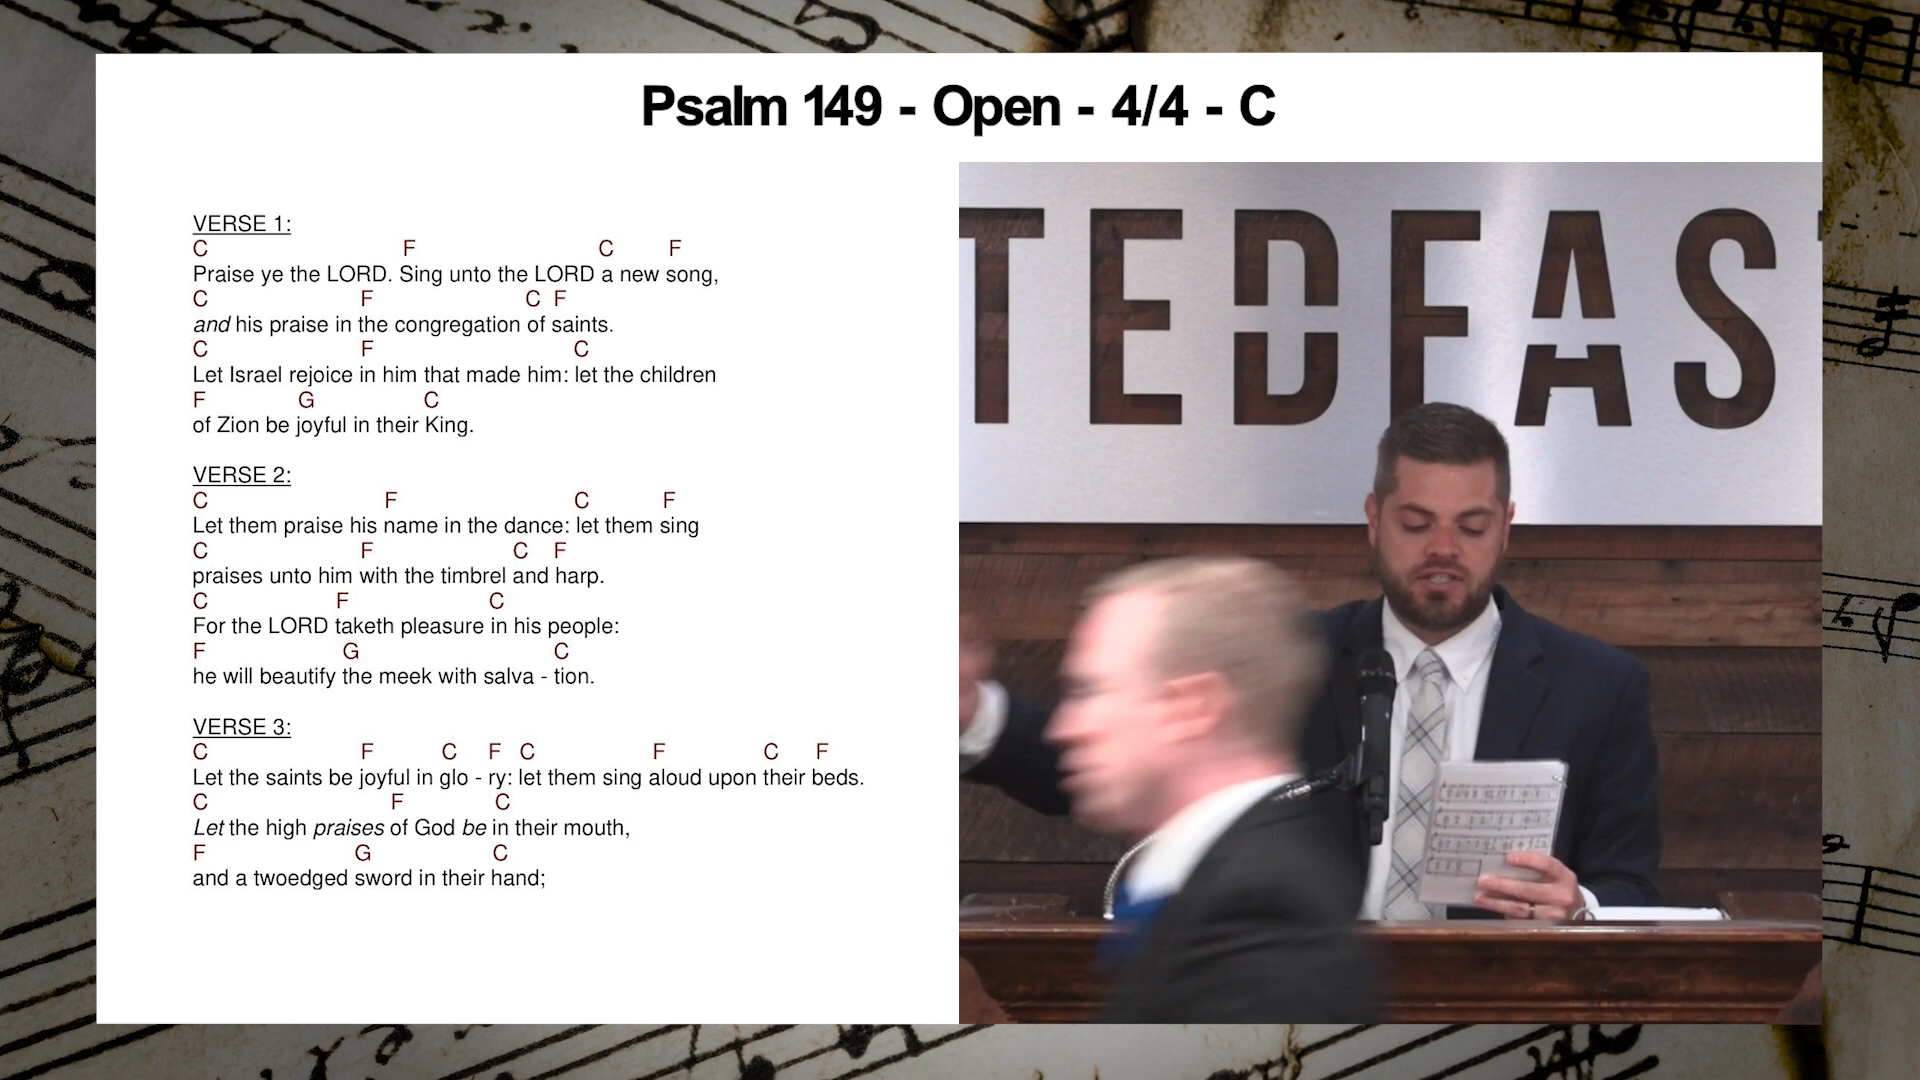 Psalm 149 - Open - 4/4 - C
VERSE 1:
C F C F
Praise ye the LORD. Sing unto the LORD a new song,
C F C F
and his praise in the congregation of saints.
C F C
Let Israel rejoice in him that made him: let the children
F G C
of Zion be joyful in their King.
VERSE 2:
C F C F
Let them praise his name in the dance: let them sing
C F C F
praises unto him with the timbrel and harp.
C F C
For the LORD taketh pleasure in his people:
F G C
he will beautify the meek with salva - tion.
VERSE 3:
C F C F C F C F
Let the saints be joyful in glo - ry: let them sing aloud upon their beds.
C F C
Let the high praises of God be in their mouth,
F G C
and a twoedged sword in their hand;
TEDFAS